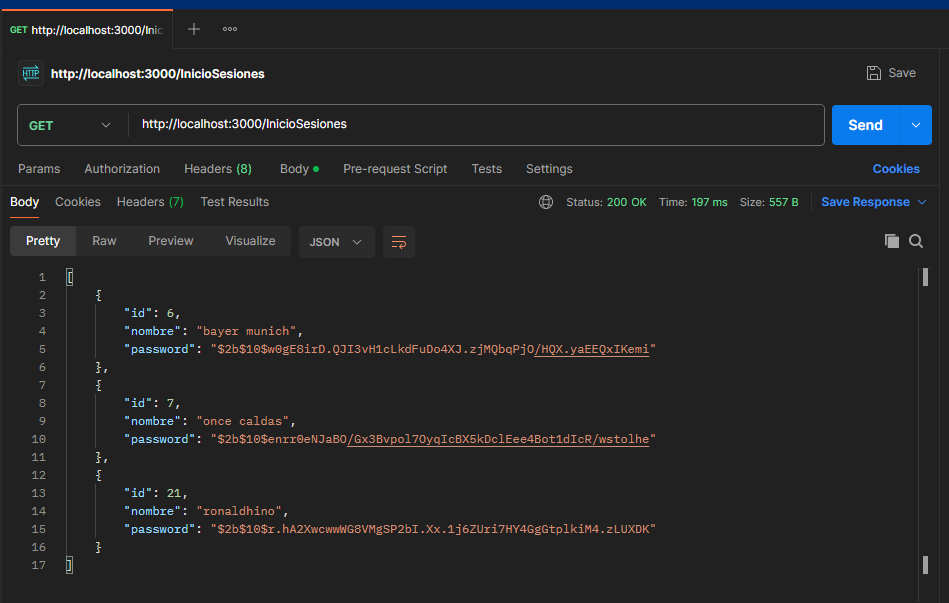 GET http://localhost:3000/Inic
HTTP http://localhost:3000/InicioSesiones Save
GET http://localhost:3000/InicioSesiones Send
Params Authorization Headers (8) Body Pre-request Script Tests Settings Cookies
Body Cookies Headers (7) Test Results Status: 200 OK Time: 197 ms Size: 557 B Save Response
Pretty Raw Preview Visualize JSON
1 [
2 {
3 "id": 6,
4 "nombre": "bayer munich",
5 "password": "$2b$10$w0gE8irD.QJI3vH1cLkdFuDo4XJ.zjMQbqPjO/HQX.yaEEQxIKemi"
6 },
7 {
8 "id": 7,
9 "nombre": "once caldas",
10 "password": "$2b$10$enrr0eNJaBO/Gx3Bvpol7OyqIcBX5kDclEee4Bot1dIcR/wstolhe"
11 },
12 {
13 "id": 21,
14 "nombre": "ronaldhino",
15 "password": "$2b$10$r.hA2XwcwwWG8VMgSP2bI.Xx.1j6ZUri7HY4GgGtplkiM4.zLUXDK"
16 }
17 ]